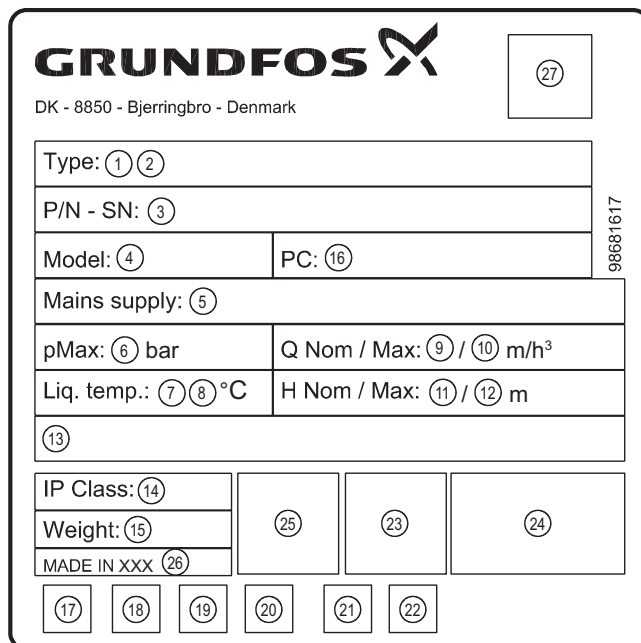 GRUNDFOS
27
DK - 8850 - Bjerringbro - Denmark
Type: 1 2
P/N - SN: 3
Model: 4 PC: 16
98681617
Mains supply: 5
pMax: 6 bar Q Nom / Max: 9 / 10 m/h³
Liq. temp.: 7 8 °C H Nom / Max: 11 / 12 m
13
IP Class: 14
Weight: 15
MADE IN XXX 26
25 23 24
17 18 19 20 21 22